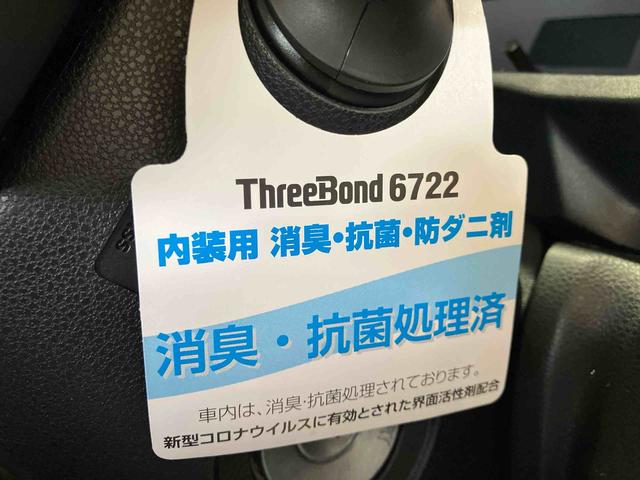 ThreeBond 6722
内装用 消臭・抗菌・防ダニ剤
消臭・抗菌処理済
車内は、消臭・抗菌処理されております。
新型コロナウイルスに有効とされた界面活性剤配合